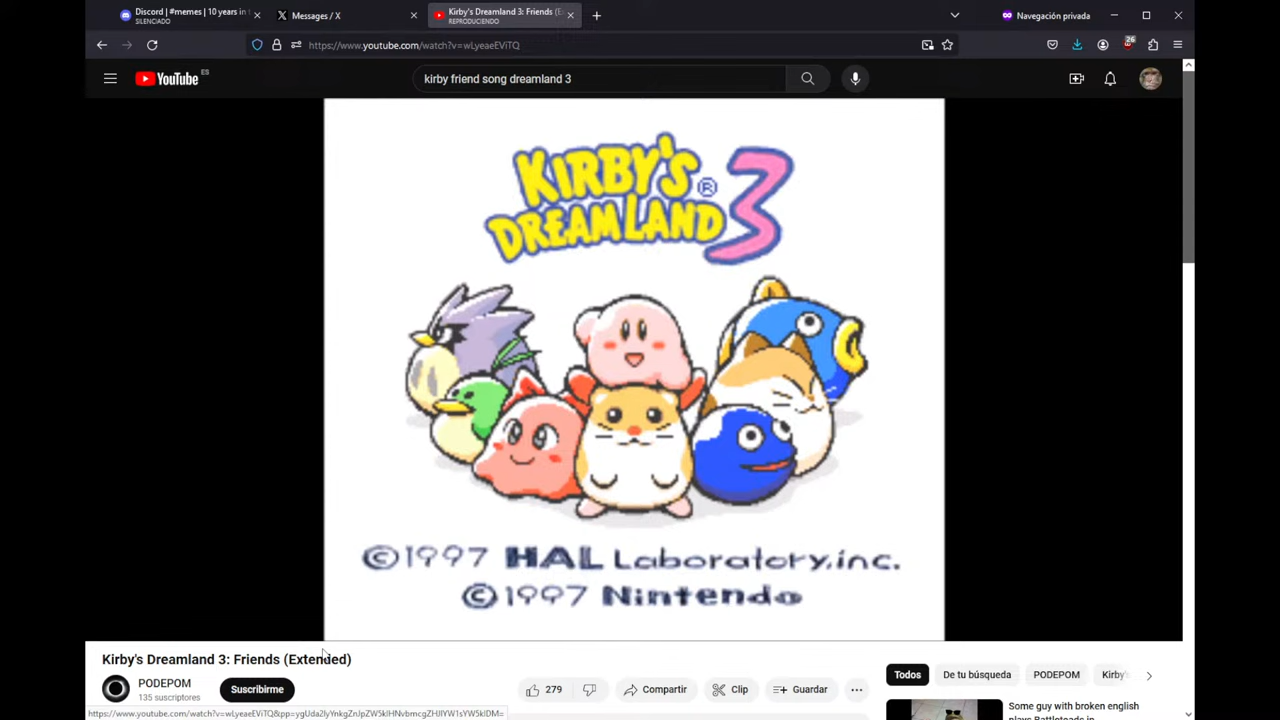 Discord | #memes | 10 years in t
SILENCIADO
Messages / X
Kirby's Dreamland 3: Friends (E
REPRODUCIENDO
Navegación privada
https://www.youtube.com/watch?v=wLyeaeEViTQ
26
YouTube ES
kirby friend song dreamland 3
KIRBY'S
DREAM LAND 3
®
©1997 HAL Laboratory,inc.
©1997 Nintendo
Kirby's Dreamland 3: Friends (Extended)
PODEPOM
135 suscriptores
Suscribirme
279
Compartir
Clip
Guardar
Todos
De tu búsqueda
PODEPOM
Kirby'
Some guy with broken english
plays Battletoads in